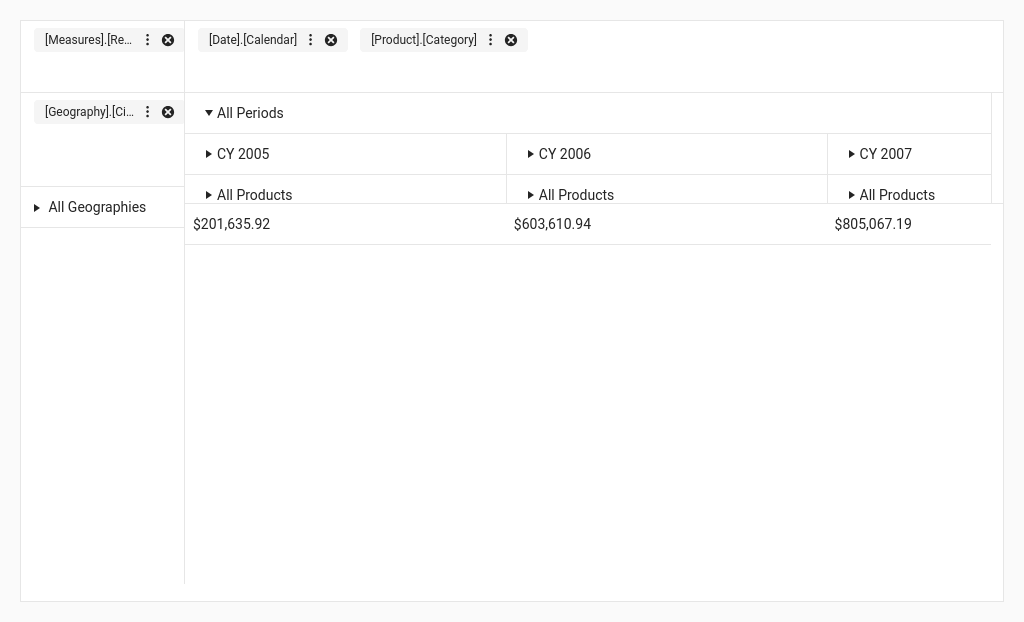 [Measures].[Re...
[Date].[Calendar]
[Product].[Category]
[Geography].[Ci...
All Periods
CY 2005
CY 2006
CY 2007
All Products
All Products
All Products
All Geographies
$201,635.92
$603,610.94
$805,067.19